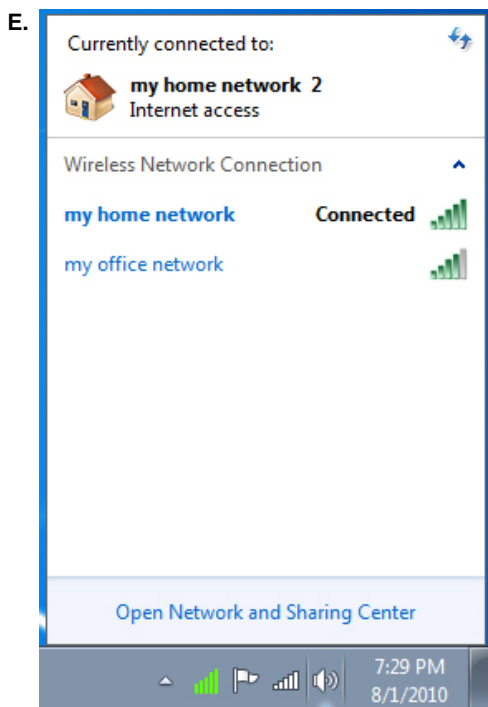 E.
Currently connected to:
my home network 2
Internet access
Wireless Network Connection
my home network Connected
my office network
Open Network and Sharing Center
7:29 PM
8/1/2010